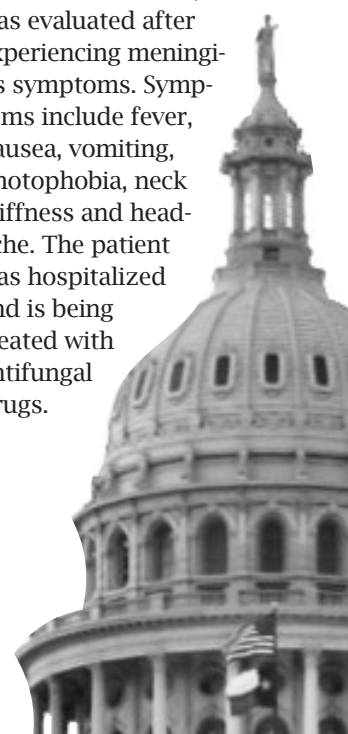 as evaluated after
xperiencing meningi-
s symptoms. Symp-
ms include fever,
ausea, vomiting,
hotophobia, neck
iffness and head-
che. The patient
as hospitalized
nd is being
eated with
ntifungal
rugs.